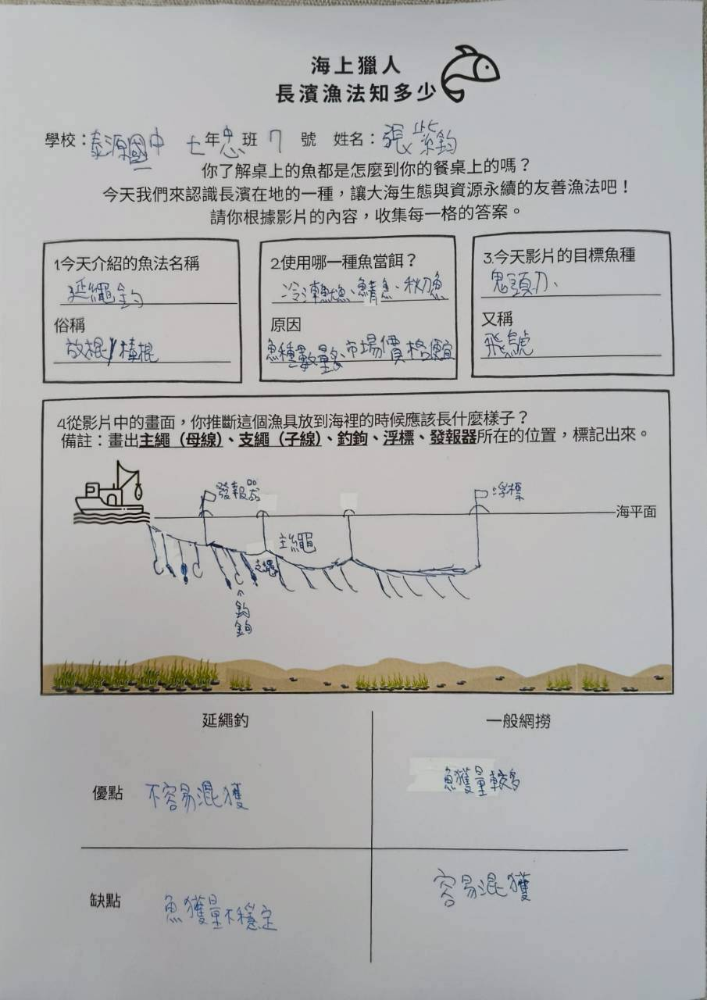 海上獵人
長濱漁法知多少
學校：泰源國中 七年忠班 7 號 姓名：張紫鈞
你了解桌上的魚都是怎麼到你的餐桌上的嗎？
今天我們來認識長濱在地的一種，讓大海生態與資源永續的友善漁法吧！
請你根據影片的內容，收集每一格的答案。
1今天介紹的魚法名稱
延繩釣
俗稱
放棍/
2.使用哪一種魚當餌？
冷凍魷魚、鯖魚、秋刀魚
原因
魚種數量多、市場價格便宜
3.今天影片的目標魚種
鬼頭刀、
又稱
飛虎
4從影片中的畫面，你推斷這個漁具放到海裡的時候應該長什麼樣子？
備註：畫出主繩（母線）、支繩（子線）、釣鉤、浮標、發報器所在的位置，標記出來。
發報器
浮標
海平面
主繩
支繩
釣鉤
延繩釣
一般網撈
優點
不容易混獲
魚獲量較多
缺點
魚獲量不穩定
容易混獲